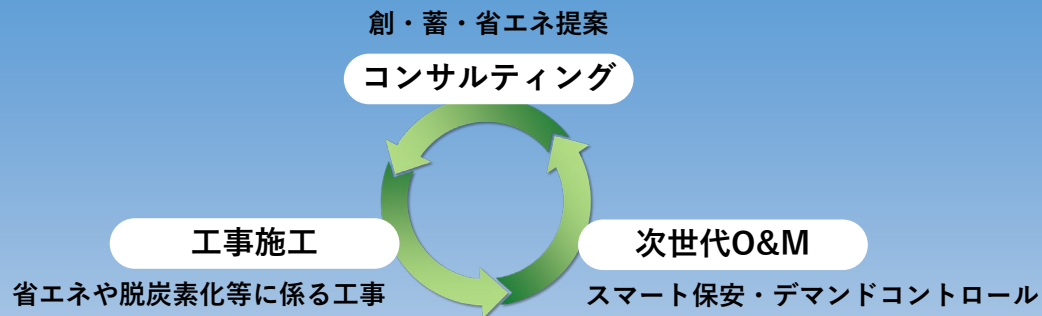 創・蓄・省エネ提案
コンサルティング
工事施工
省エネや脱炭素化等に係る工事
次世代O&M
スマート保安・デマンドコントロール